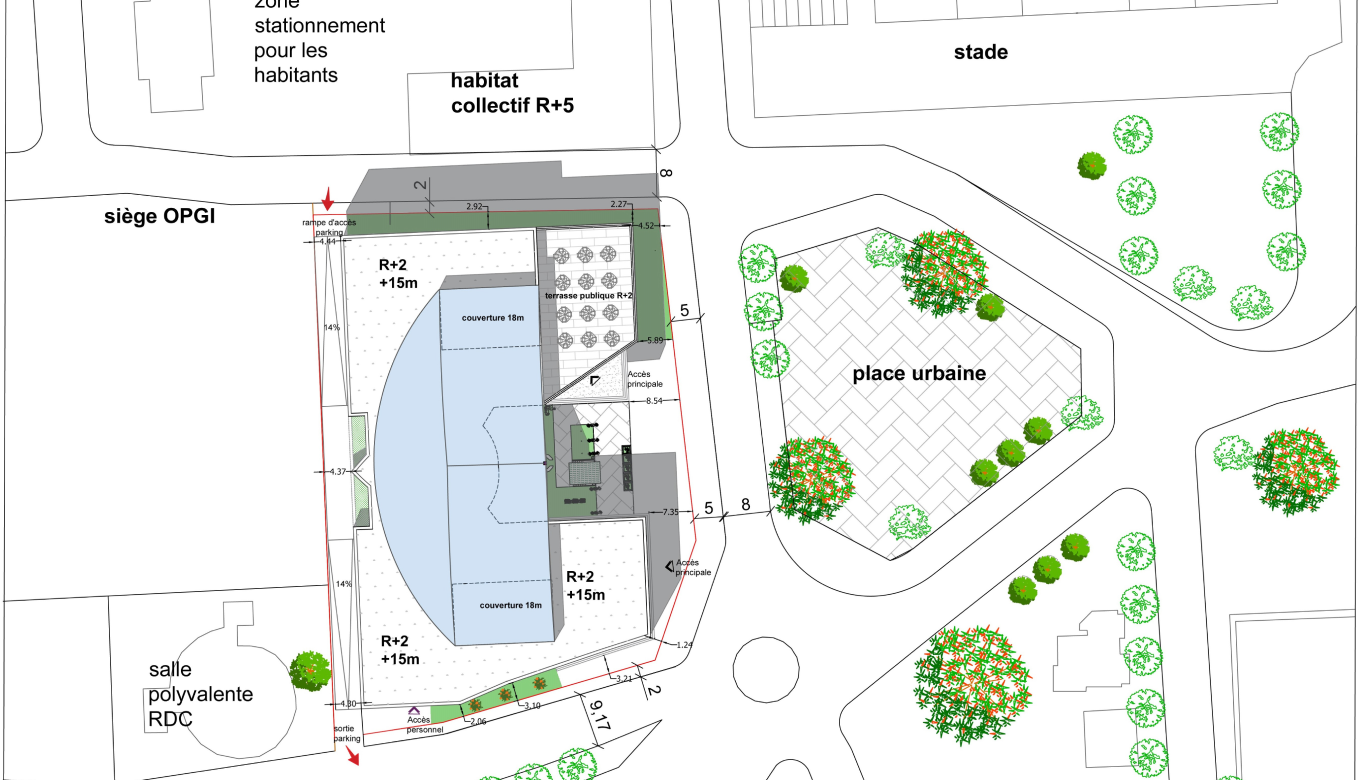 zone
stationnement
pour les
habitants
habitat
collectif R+5
stade
siège OPGI
rampe d'accès
parking
2
8
2.92
2.27
4.52
4.44
R+2
+15m
terrasse publique R+2
couverture 18m
14%
5
5.89
Accès
principale
8.54
place urbaine
4.37
7.35
5
8
Accès
principale
14%
R+2
+15m
couverture 18m
R+2
+15m
1.24
salle
polyvalente
RDC
3.21
2
4.30
3.10
2.06
9,17
Accès
personnel
sortie
parking